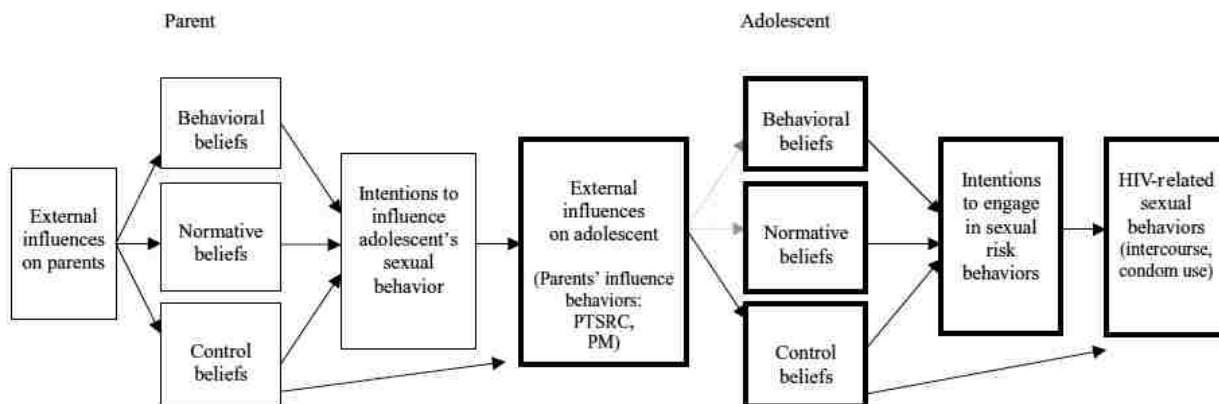 Parent
Adolescent
External
influences
on parents
Behavioral
beliefs
Normative
beliefs
Control
beliefs
Intentions to
influence
adolescent's
sexual
behavior
External
influences
on adolescent
(Parents' influence
behaviors:
PTSRC,
PM)
Behavioral
beliefs
Normative
beliefs
Control
beliefs
Intentions
to engage
in sexual
risk
behaviors
HIV-related
sexual
behaviors
(intercourse,
condom use)